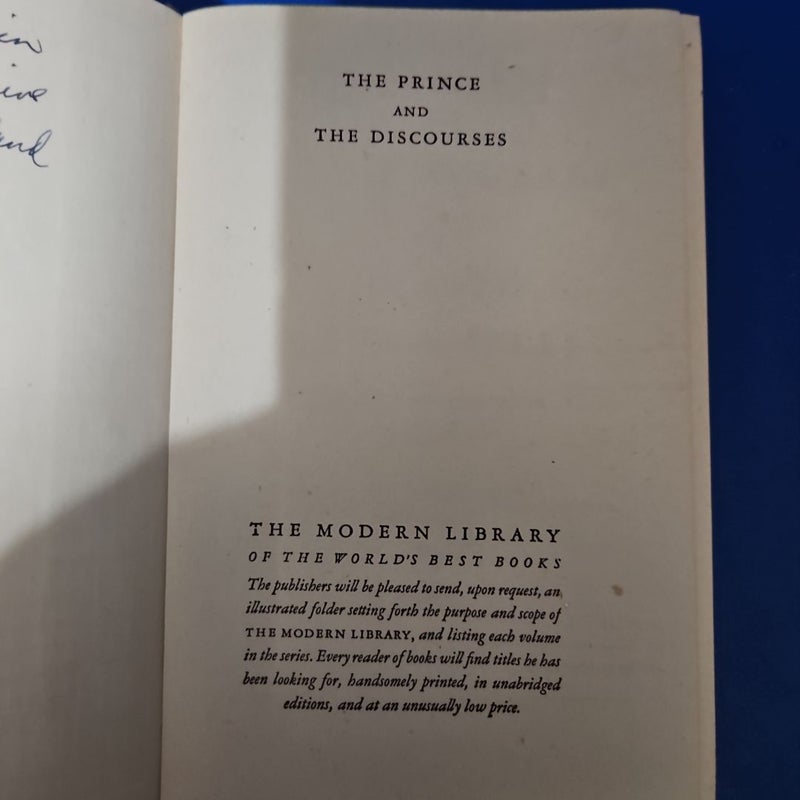 and
THE PRINCE
AND
THE DISCOURSES
THE MODERN LIBRARY
OF THE WORLD'S BEST BOOKS
The publishers will be pleased to send, upon request, an
illustrated folder setting forth the purpose and scope of
THE MODERN LIBRARY, and listing each volume
in the series. Every reader of books will find titles he has
been looking for, handsomely printed, in unabridged
editions, and at an unusually low price.